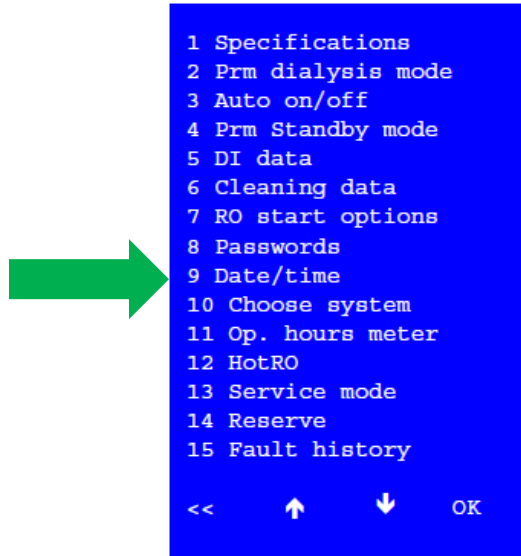 1 Specifications
2 Prm dialysis mode
3 Auto on/off
4 Prm Standby mode
5 DI data
6 Cleaning data
7 RO start options
8 Passwords
9 Date/time
10 Choose system
11 Op. hours meter
12 HotRO
13 Service mode
14 Reserve
15 Fault history
<< ↑ ↓ OK